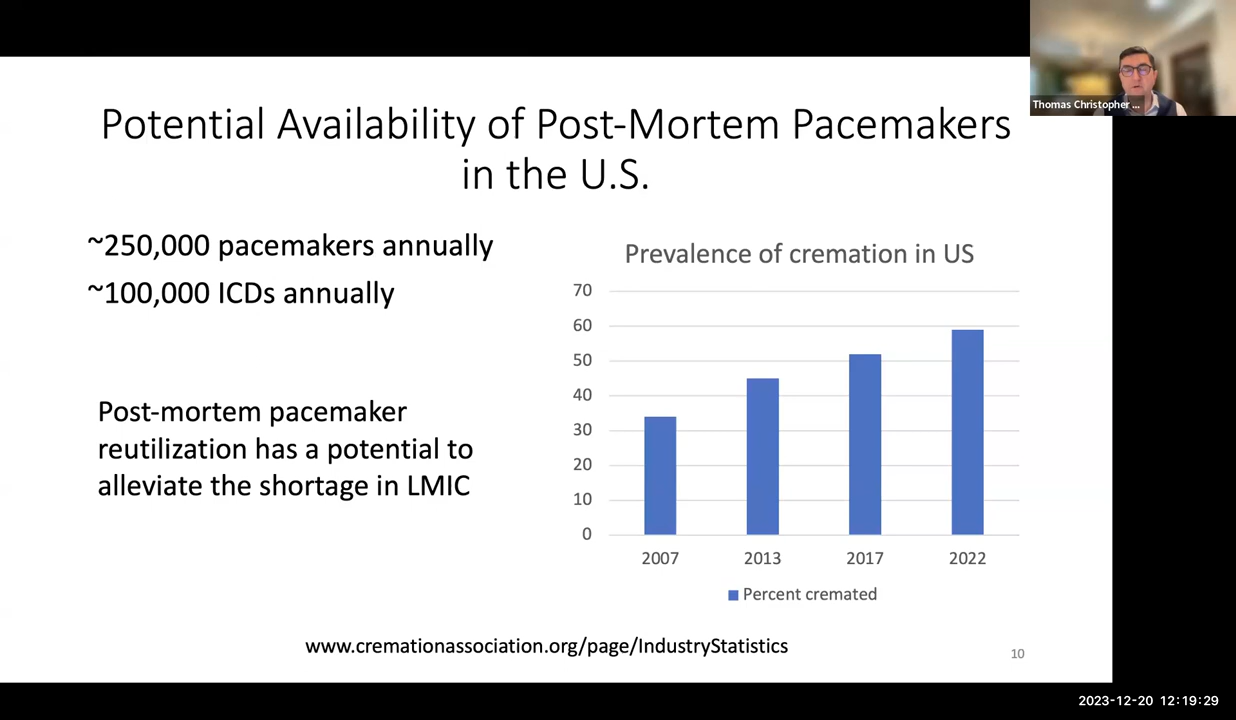 Thomas Christopher ...
Potential Availability of Post-Mortem Pacemakers
in the U.S.
~250,000 pacemakers annually
~100,000 ICDs annually
Post-mortem pacemaker
reutilization has a potential to
alleviate the shortage in LMIC
Prevalence of cremation in US
70
60
50
40
30
20
10
0
2007 2013 2017 2022
Percent cremated
www.cremationassociation.org/page/IndustryStatistics
10
2023-12-20 12:19:29